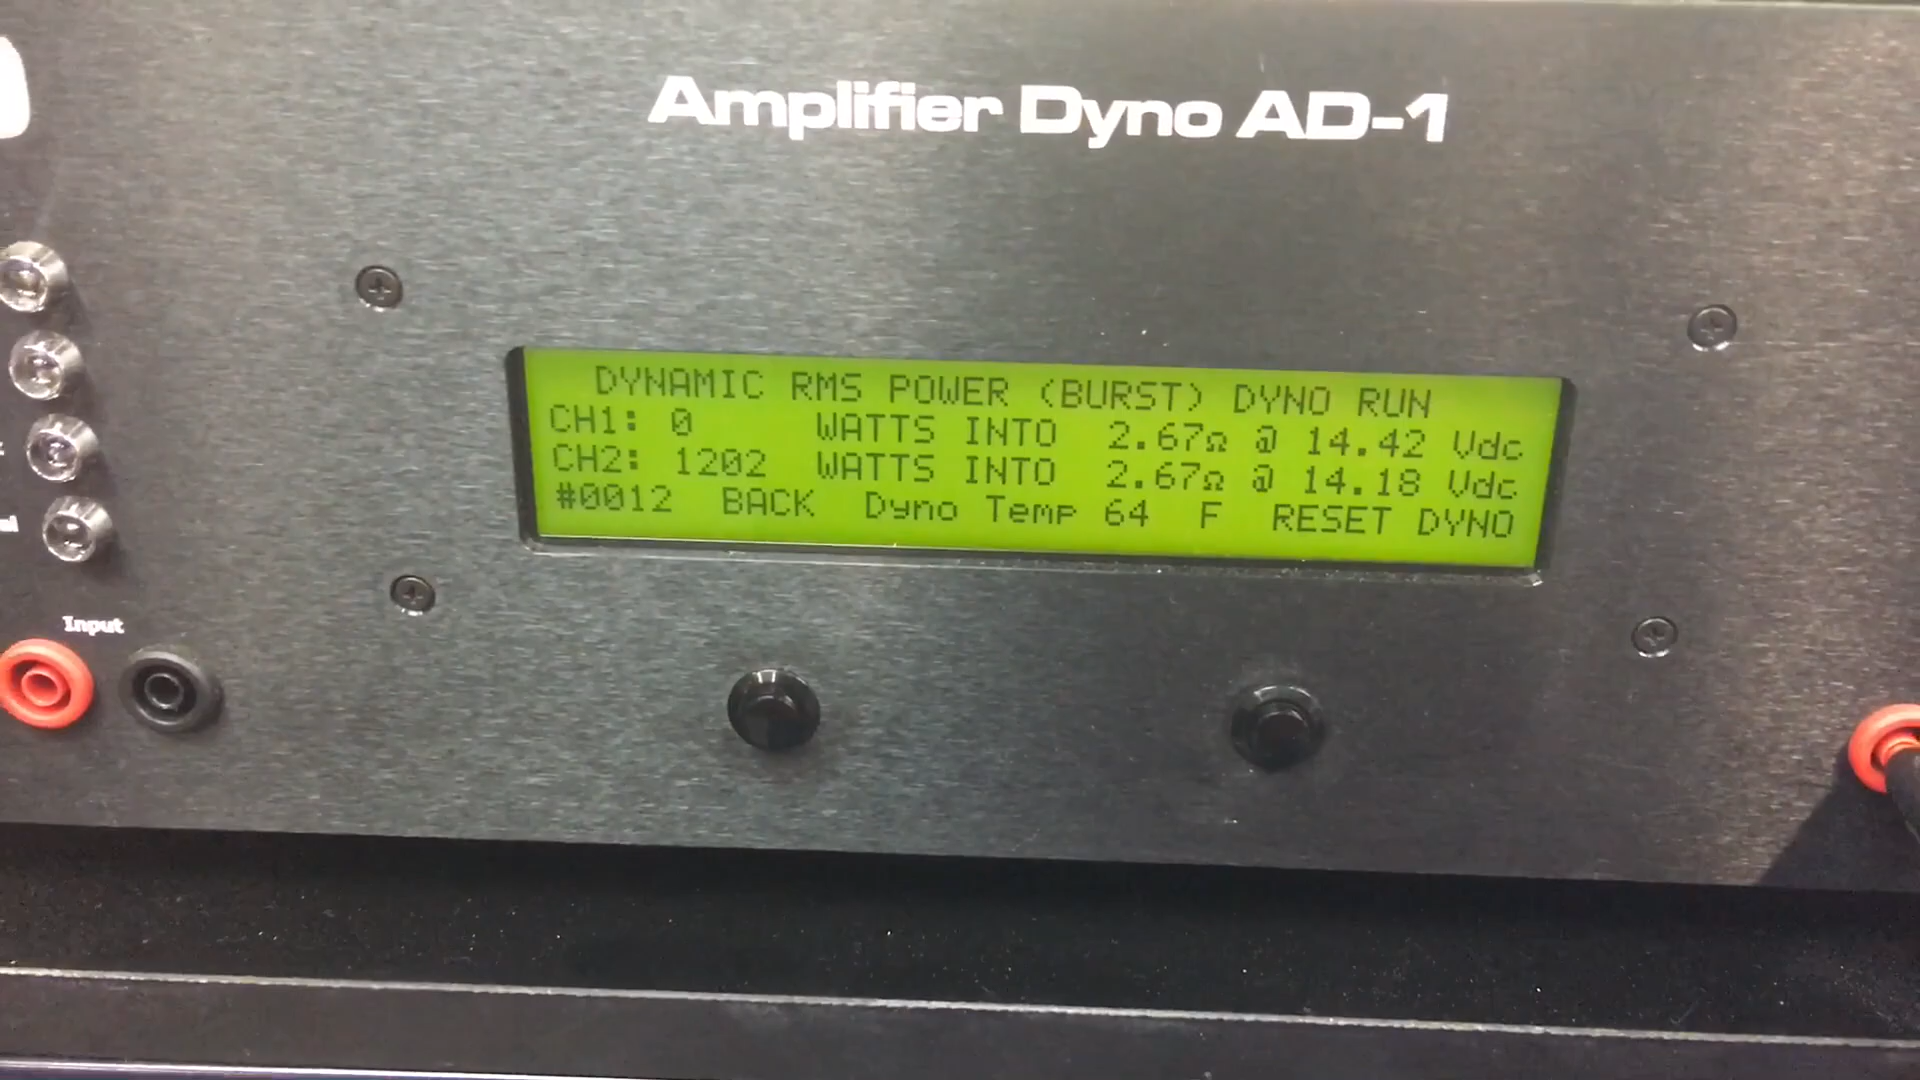 Amplifier Dyno AD-1
DYNAMIC RMS POWER (BURST) DYNO RUN
CH1: 0 WATTS INTO 2.67Ω @ 14.42 Vdc
CH2: 1202 WATTS INTO 2.67Ω @ 14.18 Vdc
#0012 BACK Dyno Temp 64 F RESET DYNO
Input